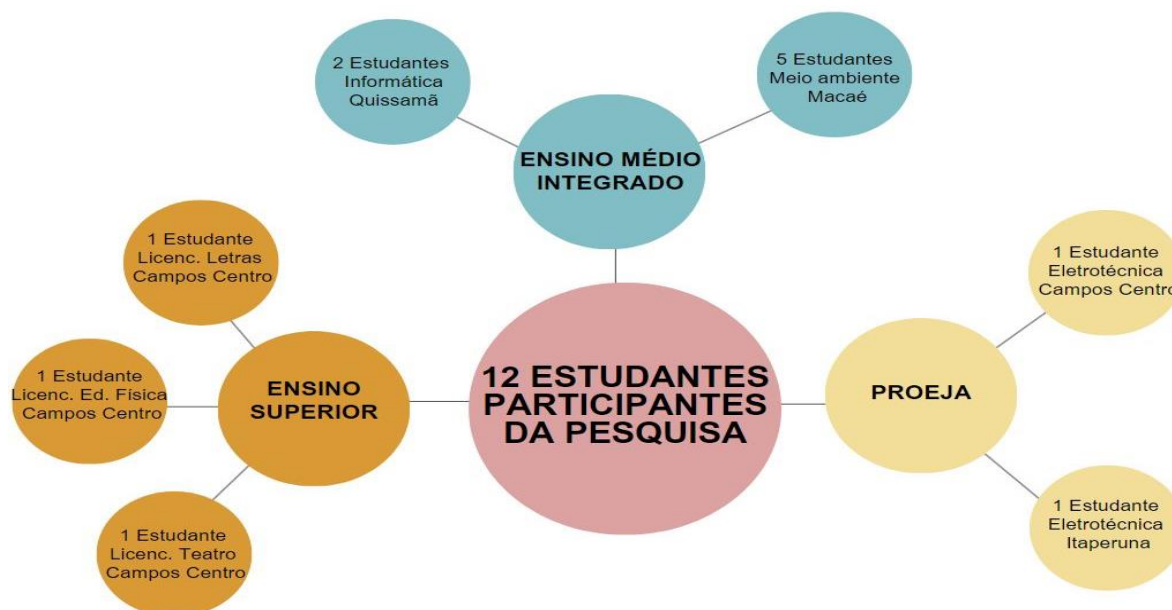 2 Estudantes
Informática
Quissamã
5 Estudantes
Meio ambiente
Macaé
ENSINO MÉDIO
INTEGRADO
1 Estudante
Licenc. Letras
Campos Centro
1 Estudante
Licenc. Ed. Física
Campos Centro
1 Estudante
Licenc. Teatro
Campos Centro
ENSINO
SUPERIOR
12 ESTUDANTES
PARTICIPANTES
DA PESQUISA
PROEJA
1 Estudante
Eletrotécnica
Campos Centro
1 Estudante
Eletrotécnica
Itaperuna